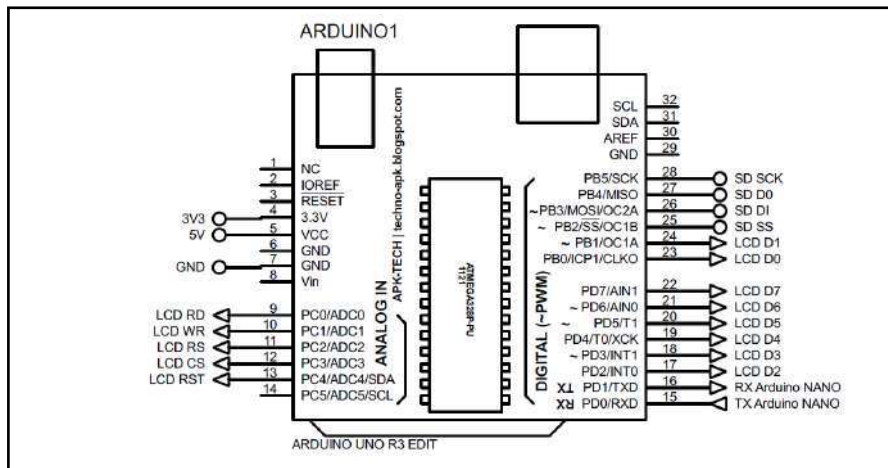 ARDUINO1
APK-TECH | techno-apk.blogspot.com
ANALOG IN
ATMEGA328P-PU
1121
DIGITAL (~PWM)
1 NC
2 IOREF
3 RESET
3V3 4 3.3V
5V 5 VCC
6 GND
GND 7 GND
8 Vin
LCD RD 9 PC0/ADC0
LCD WR 10 PC1/ADC1
LCD RS 11 PC2/ADC2
LCD CS 12 PC3/ADC3
LCD RST 13 PC4/ADC4/SDA
14 PC5/ADC5/SCL
SCL 32
SDA 31
AREF 30
GND 29
PB5/SCK 28 SD SCK
PB4/MISO 27 SD D0
~PB3/MOSI/OC2A 26 SD DI
~ PB2/SS/OC1B 25 SD SS
~ PB1/OC1A 24 LCD D1
PB0/ICP1/CLKO 23 LCD D0
PD7/AIN1 22 LCD D7
~ PD6/AIN0 21 LCD D6
~ PD5/T1 20 LCD D5
PD4/T0/XCK 19 LCD D4
~ PD3/INT1 18 LCD D3
PD2/INT0 17 LCD D2
TX PD1/TXD 16 RX Arduino NANO
RX PD0/RXD 15 TX Arduino NANO
ARDUINO UNO R3 EDIT